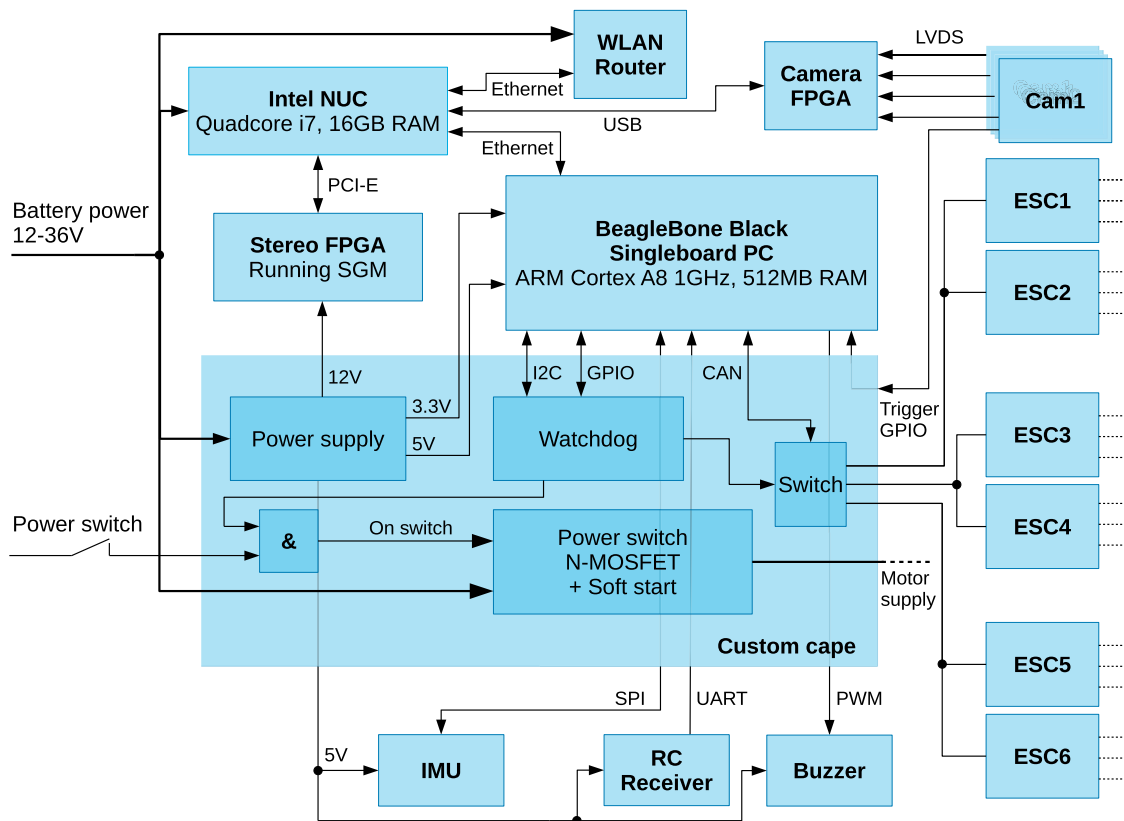 WLAN
Router
LVDS
Camera
FPGA
Cam1
Intel NUC
Quadcore i7, 16GB RAM
Ethernet
USB
Ethernet
PCI-E
Battery power
12-36V
Stereo FPGA
Running SGM
BeagleBone Black
Singleboard PC
ARM Cortex A8 1GHz, 512MB RAM
ESC1
ESC2
12V
I2C
GPIO
CAN
3.3V
5V
Trigger
GPIO
Power supply
Watchdog
Switch
ESC3
ESC4
Power switch
&
On switch
Power switch
N-MOSFET
+ Soft start
Motor
supply
Custom cape
ESC5
ESC6
SPI
UART
PWM
5V
IMU
RC
Receiver
Buzzer